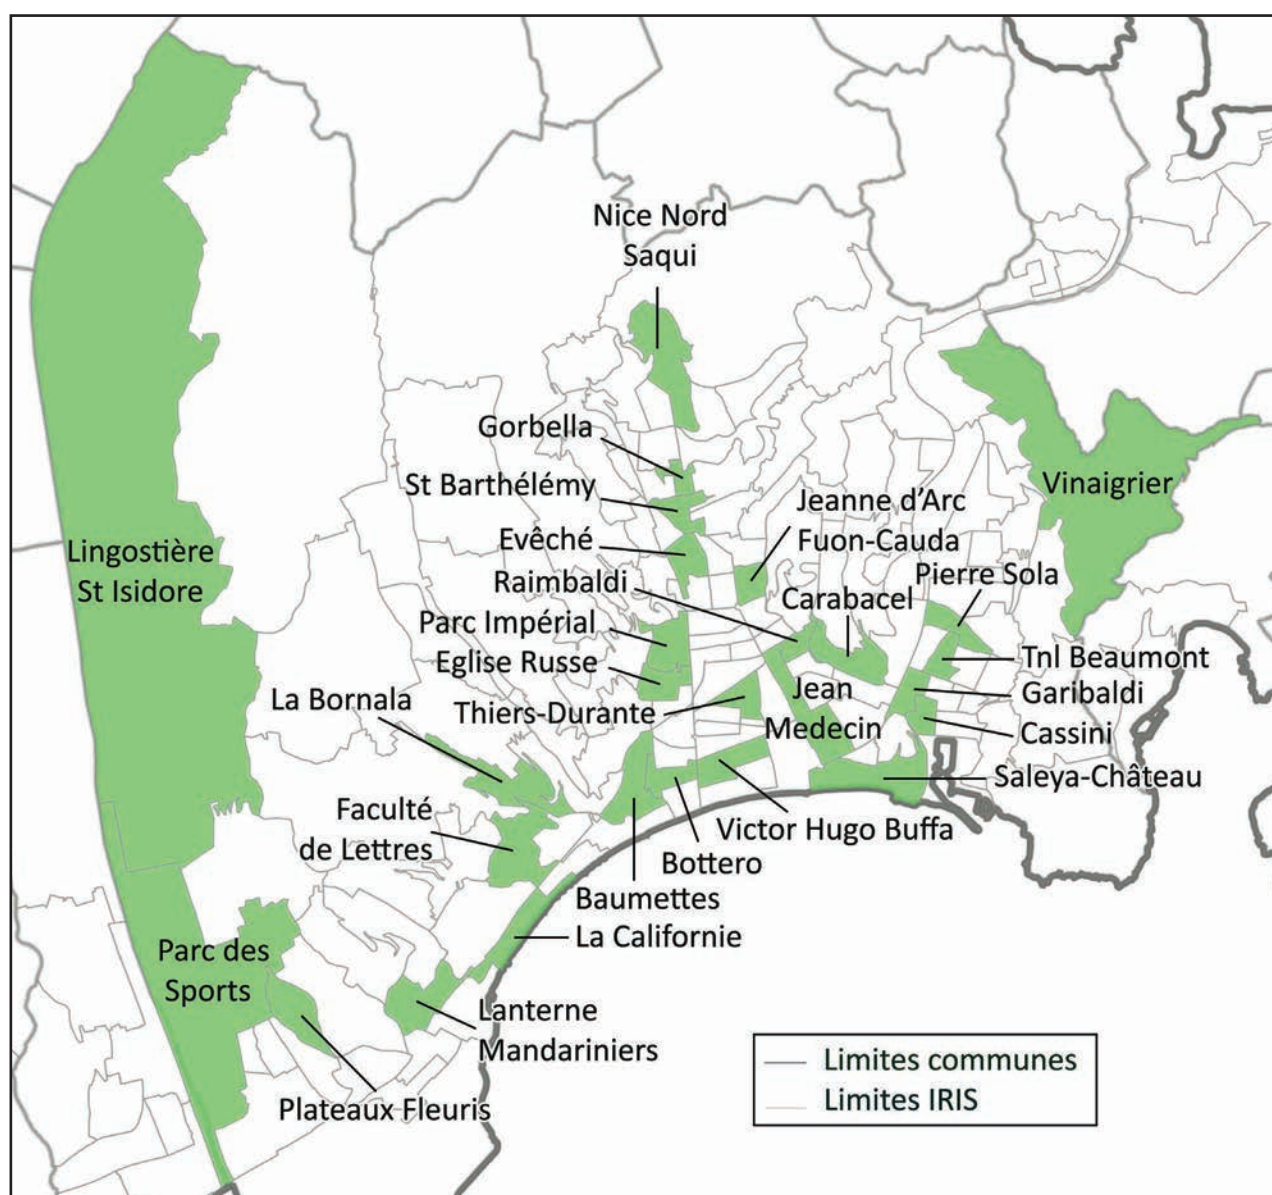 Nice Nord
Saqui
Gorbella
St Barthélémy
Jeanne d'Arc
Fuon-Cauda
Evêché
Vinaigrier
Lingostière
St Isidore
Raimbaldi
Pierre Sola
Carabacel
Parc Impérial
Eglise Russe
Tnl Beaumont
La Bornala
Garibaldi
Thiers-Durante
Jean
Medecin
Cassini
Saleya-Château
Faculté
de Lettres
Victor Hugo Buffa
Bottero
Baumettes
La Californie
Parc des
Sports
Lanterne
Mandariniers
Plateaux Fleuris
Limites communes
Limites IRIS